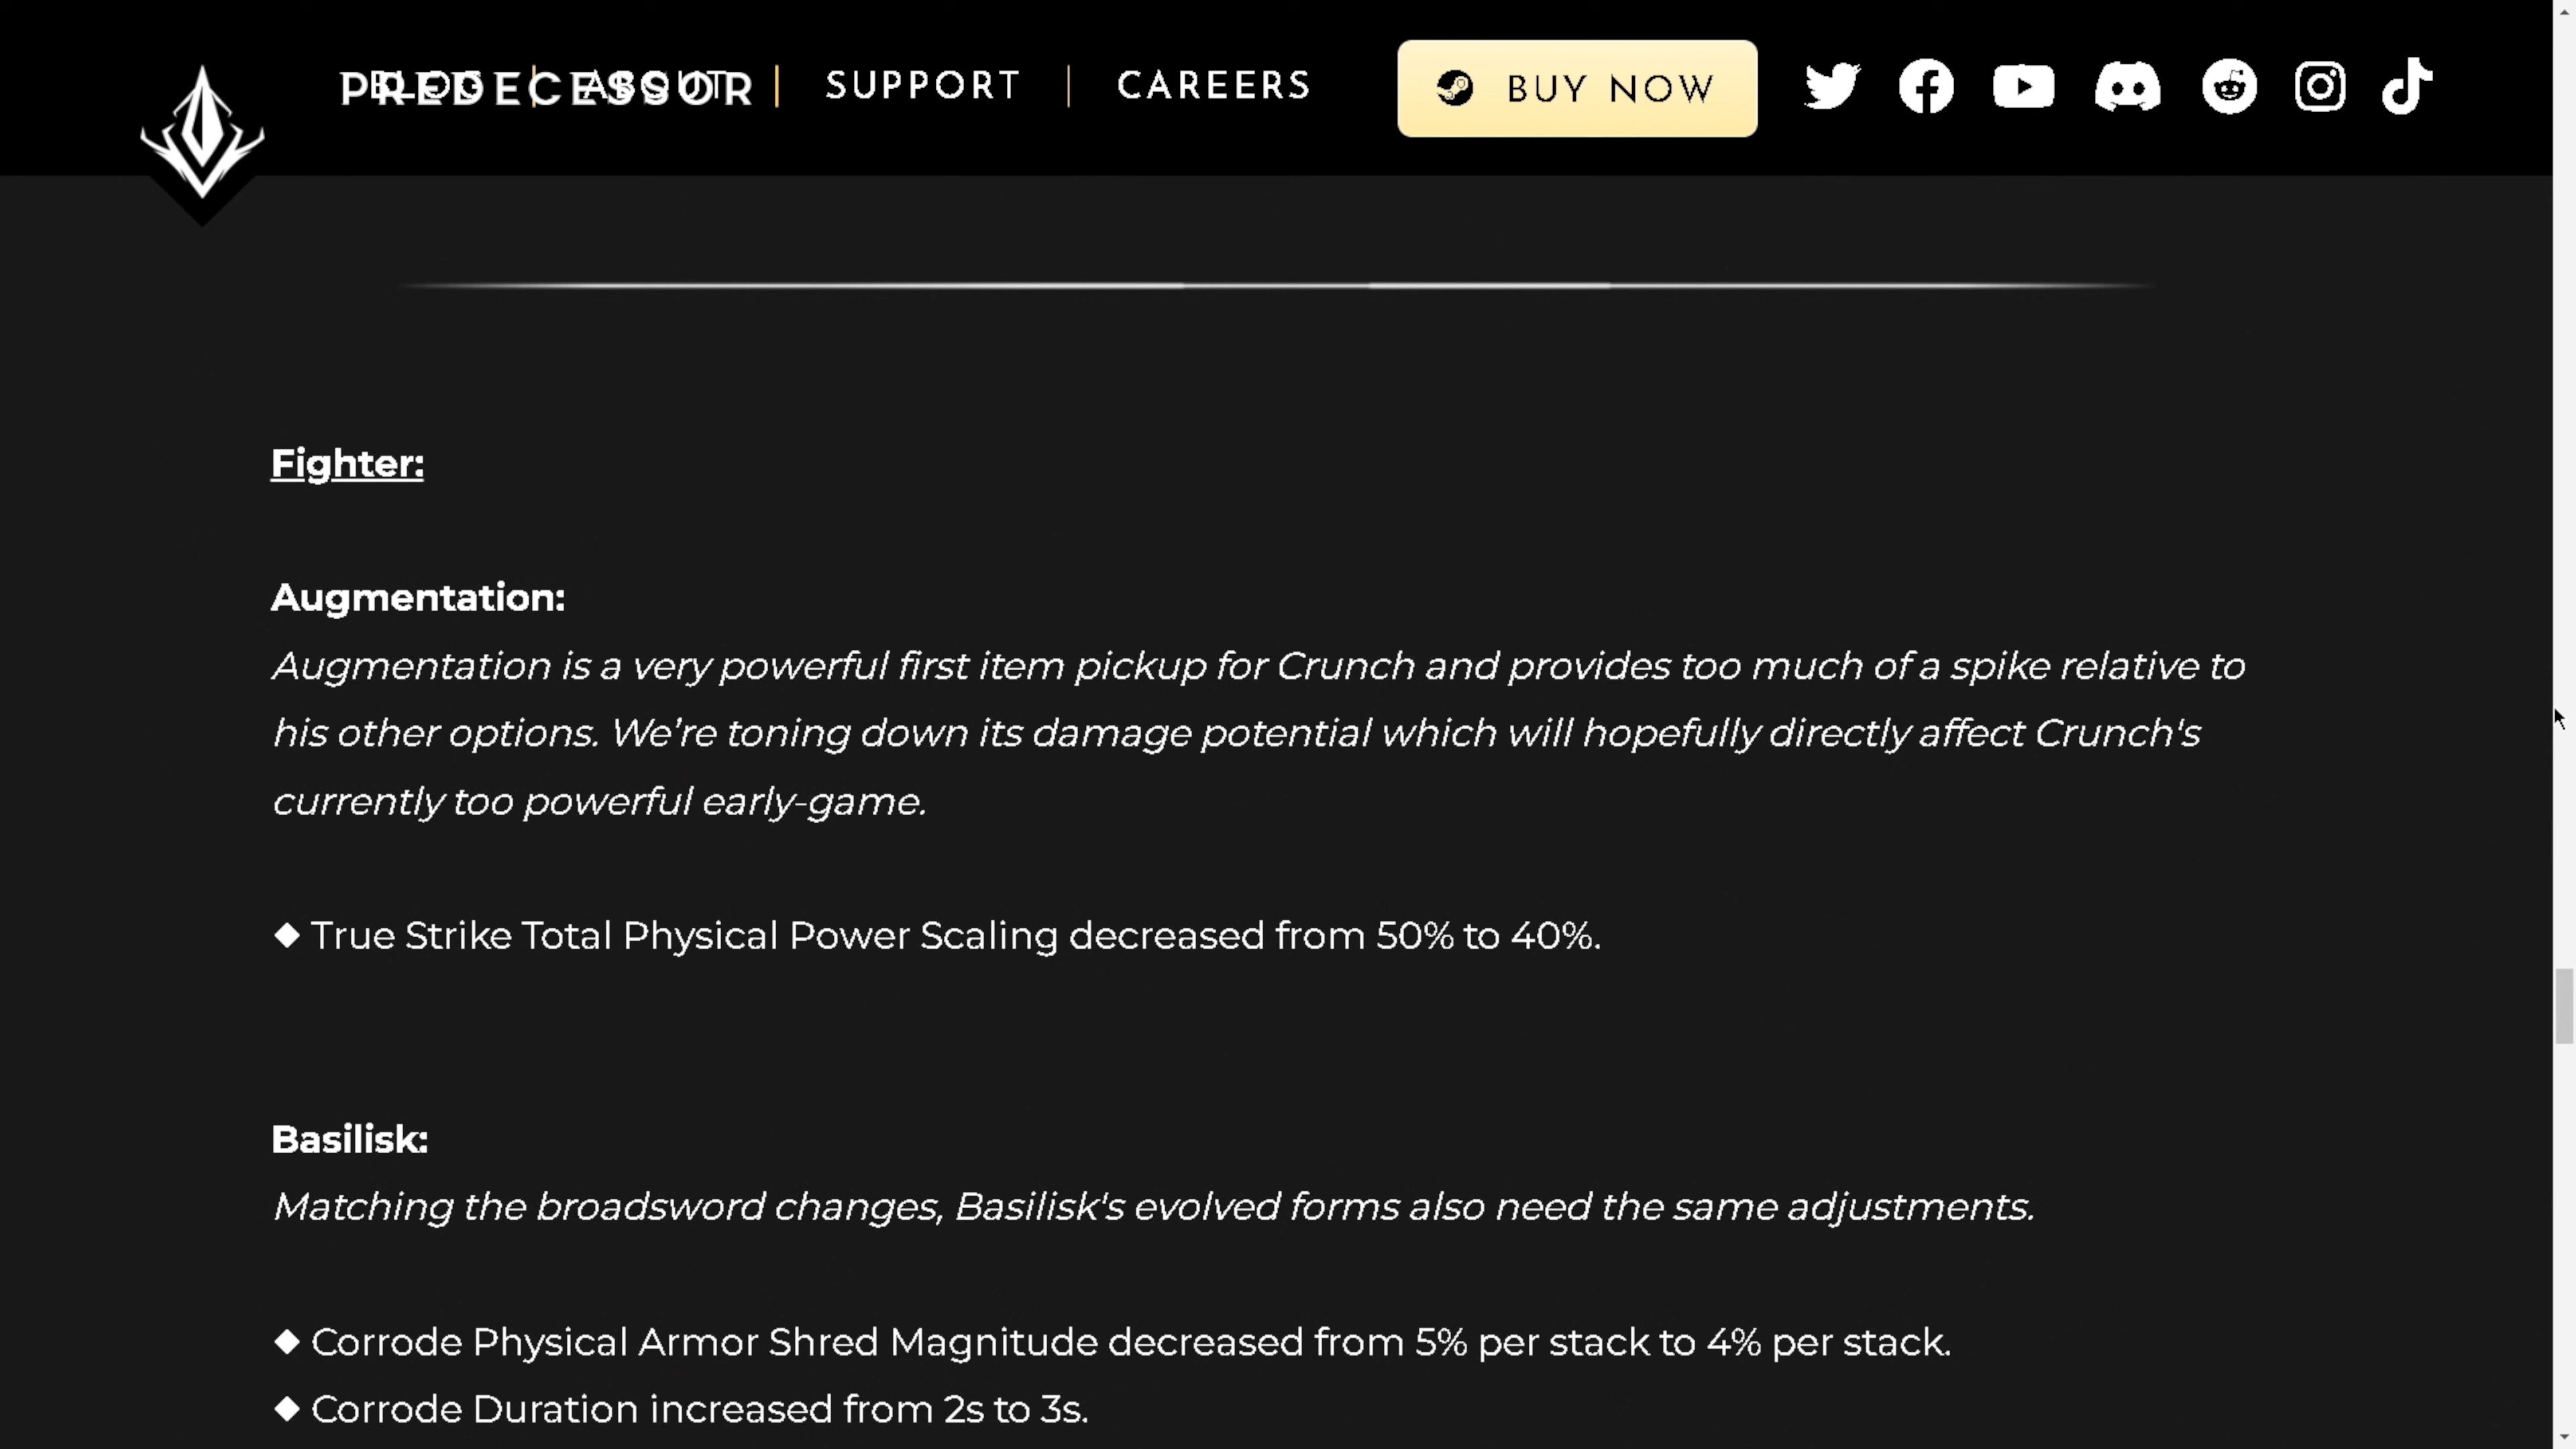 PREDECESSOR
BLOG | ABOUT | SUPPORT | CAREERS
BUY NOW
Fighter:
Augmentation:
Augmentation is a very powerful first item pickup for Crunch and provides too much of a spike relative to
his other options. We’re toning down its damage potential which will hopefully directly affect Crunch's
currently too powerful early-game.
◆ True Strike Total Physical Power Scaling decreased from 50% to 40%.
Basilisk:
Matching the broadsword changes, Basilisk's evolved forms also need the same adjustments.
◆ Corrode Physical Armor Shred Magnitude decreased from 5% per stack to 4% per stack.
◆ Corrode Duration increased from 2s to 3s.